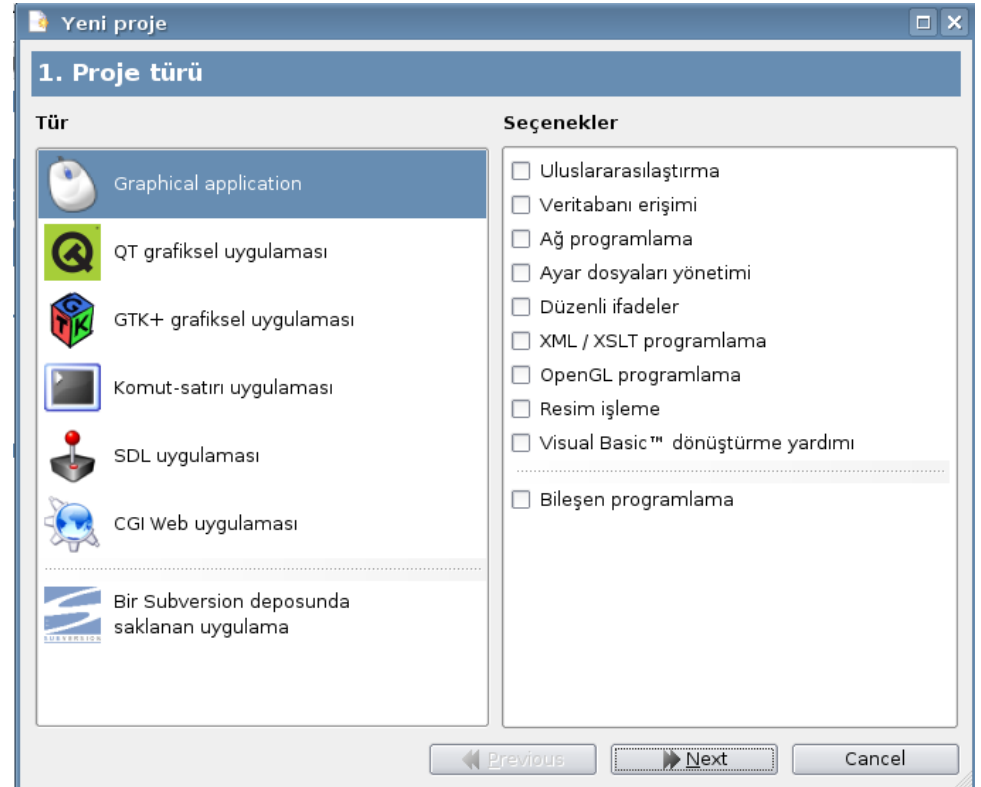 Yeni proje
1. Proje türü
Tür
Graphical application
QT grafiksel uygulaması
GTK+ grafiksel uygulaması
Komut-satırı uygulaması
SDL uygulaması
CGI Web uygulaması
SUBVERSION
Bir Subversion deposunda
saklanan uygulama
Seçenekler
Uluslararasılaştırma
Veritabanı erişimi
Ağ programlama
Ayar dosyaları yönetimi
Düzenli ifadeler
XML / XSLT programlama
OpenGL programlama
Resim işleme
Visual Basic™ dönüştürme yardımı
Bileşen programlama
Previous
Next
Cancel